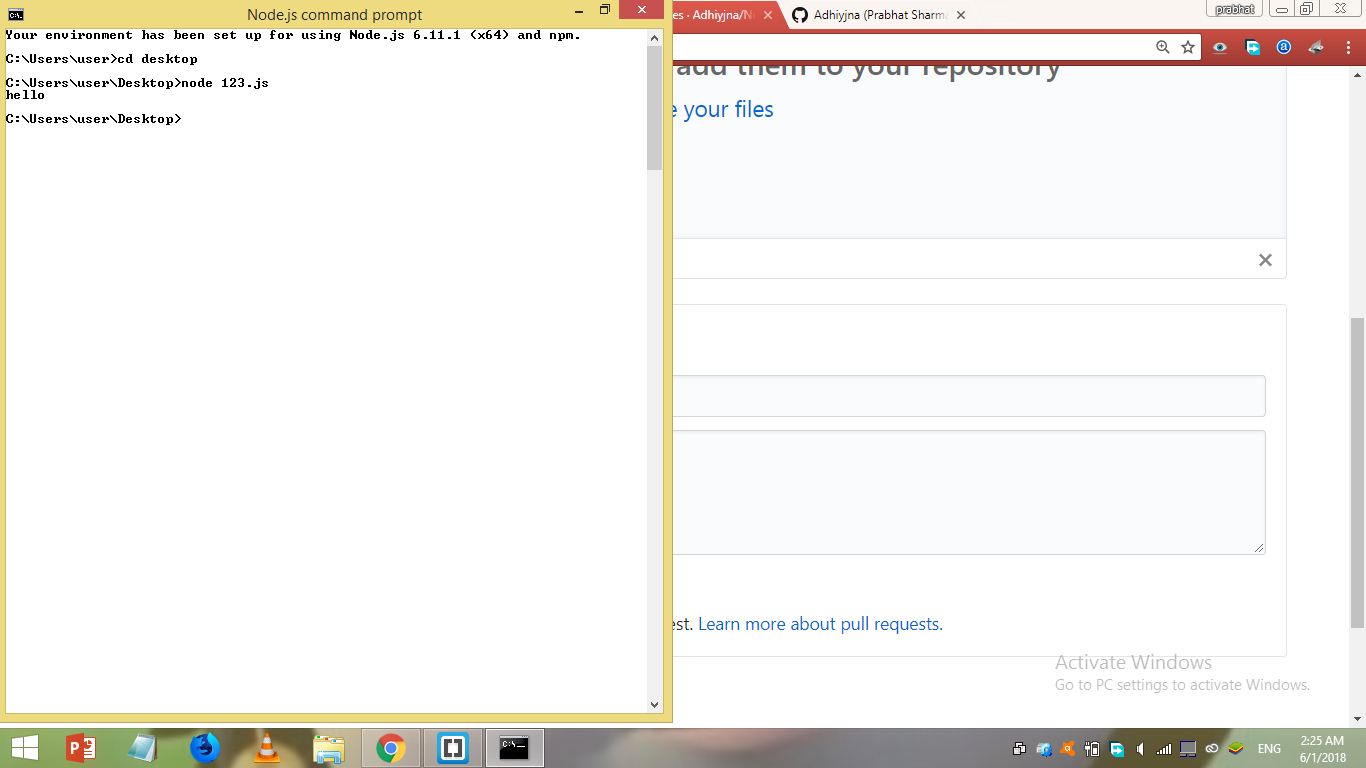 Node.js command prompt
Your environment has been set up for using Node.js 6.11.1 (x64) and npm.
C:\Users\user>cd desktop
C:\Users\user\Desktop>node 123.js
hello
C:\Users\user\Desktop>
es · Adhiyjna/N
Adhiyjna (Prabhat Sharma
prabhat
add them to your repository
e your files
est. Learn more about pull requests.
Activate Windows
Go to PC settings to activate Windows.
ENG
2:25 AM
6/1/2018